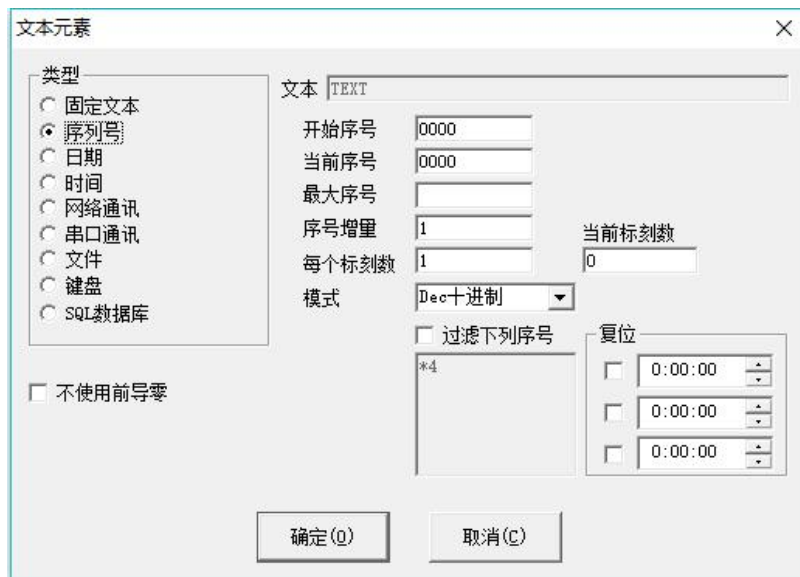 文本元素
类型
固定文本
序列号
日期
时间
网络通讯
串口通讯
文件
键盘
SQL数据库
不使用前导零
文本 TEXT
开始序号 0000
当前序号 0000
最大序号
序号增量 1
每个标刻数 1
当前标刻数
0
模式 Dec十进制
过滤下列序号
*4
复位
0:00:00
0:00:00
0:00:00
确定(O)
取消(C)